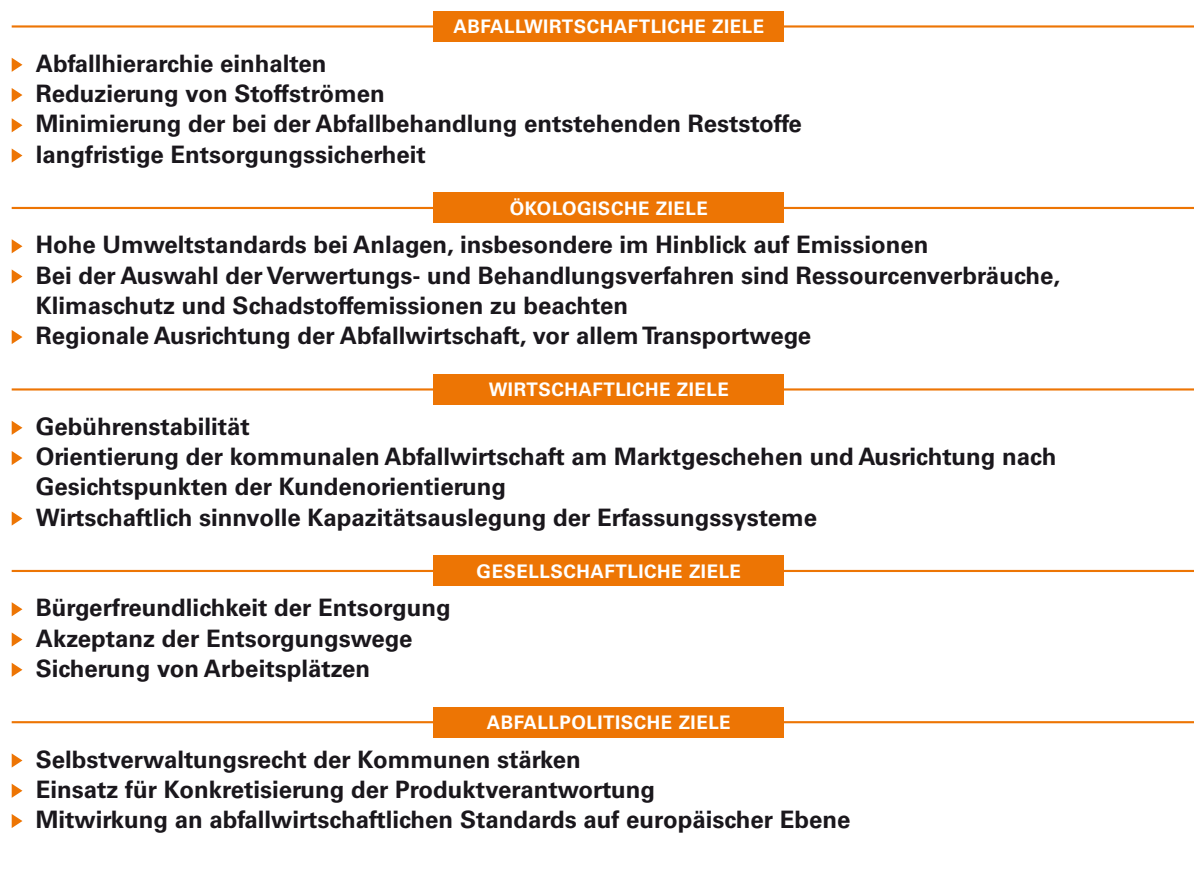 ABFALLWIRTSCHAFTLICHE ZIELE
Abfallhierarchie einhalten
Reduzierung von Stoffströmen
Minimierung der bei der Abfallbehandlung entstehenden Reststoffe
langfristige Entsorgungssicherheit
ÖKOLOGISCHE ZIELE
Hohe Umweltstandards bei Anlagen, insbesondere im Hinblick auf Emissionen
Bei der Auswahl der Verwertungs- und Behandlungsverfahren sind Ressourcenverbräuche,
Klimaschutz und Schadstoffemissionen zu beachten
Regionale Ausrichtung der Abfallwirtschaft, vor allem Transportwege
WIRTSCHAFTLICHE ZIELE
Gebührenstabilität
Orientierung der kommunalen Abfallwirtschaft am Marktgeschehen und Ausrichtung nach
Gesichtspunkten der Kundenorientierung
Wirtschaftlich sinnvolle Kapazitätsauslegung der Erfassungssysteme
GESELLSCHAFTLICHE ZIELE
Bürgerfreundlichkeit der Entsorgung
Akzeptanz der Entsorgungswege
Sicherung von Arbeitsplätzen
ABFALLPOLITISCHE ZIELE
Selbstverwaltungsrecht der Kommunen stärken
Einsatz für Konkretisierung der Produktverantwortung
Mitwirkung an abfallwirtschaftlichen Standards auf europäischer Ebene